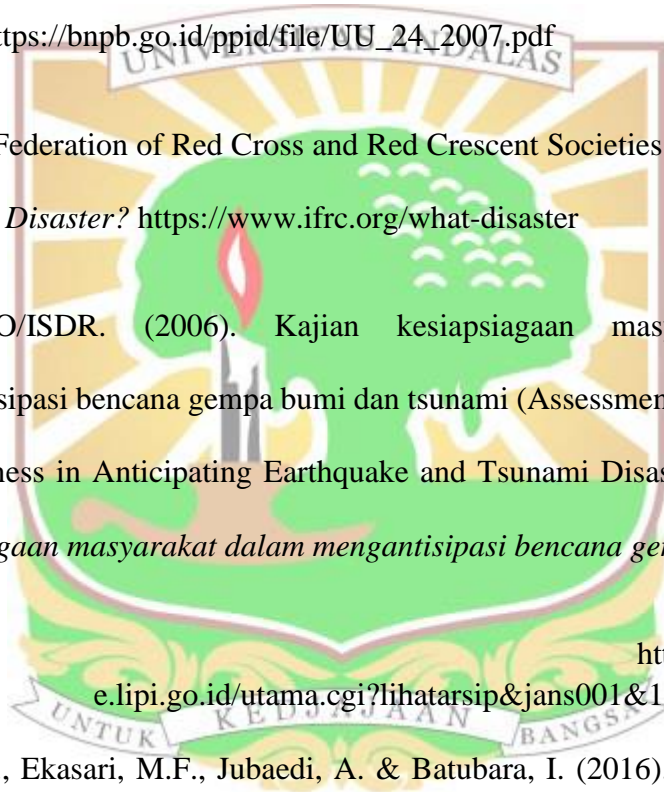 ttps://bnpb.go.id/ppid/file/UU_24_2007.pdf
UNIVERSITAS ANDALAS
Federation of Red Cross and Red Crescent Societies
Disaster? https://www.ifrc.org/what-disaster
O/ISDR. (2006). Kajian kesiapsiagaan mas
sipasi bencana gempa bumi dan tsunami (Assessmen
ness in Anticipating Earthquake and Tsunami Disas
gaan masyarakat dalam mengantisipasi bencana ge
htt
e.lipi.go.id/utama.cgi?lihatarsip&jans001&1
UNTUK KEDJAJAAN BANGSA
., Ekasari, M.F., Jubaedi, A. & Batubara, I. (2016)